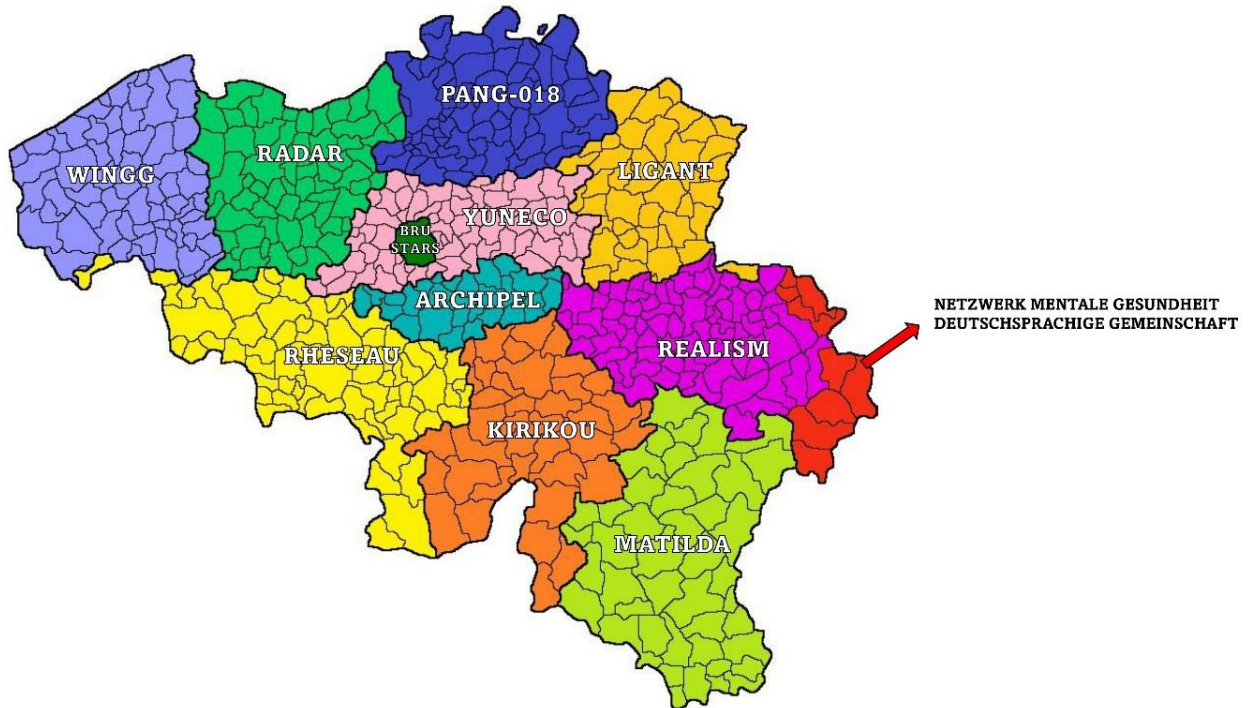 PANG-018
RADAR
WINGG
LIGANT
YUNECO
BRU
STARS
ARCHIPEL
NETZWERK MENTALE GESUNDHEIT
DEUTSCHSPRACHIGE GEMEINSCHAFT
REALISM
RHESEAU
KIRIKOU
MATILDA